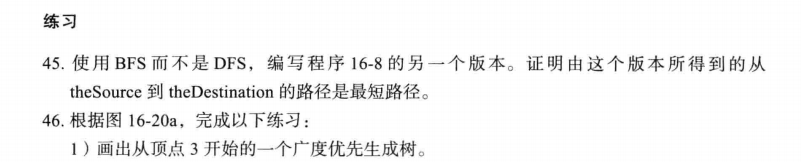 练习
45. 使用 BFS 而不是 DFS，编写程序 16-8 的另一个版本。证明由这个版本所得到的从
theSource 到 theDestination 的路径是最短路径。
46. 根据图 16-20a，完成以下练习：
1）画出从顶点 3 开始的一个广度优先生成树。